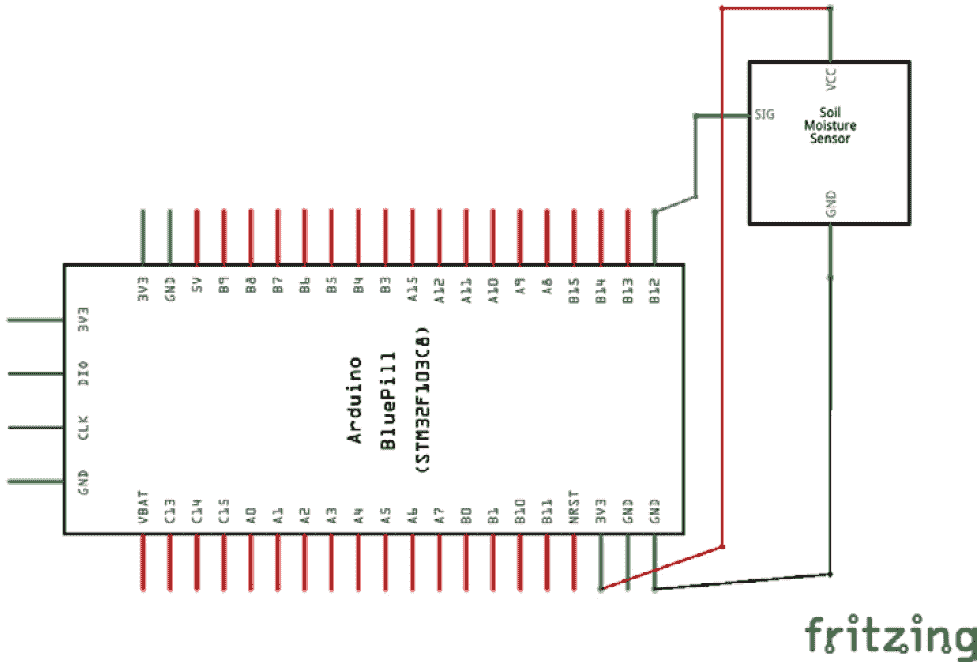 VCC
SIG
Soil
Moisture
Sensor
GND
3V3
GND
5V
B9
B8
B7
B6
B5
B4
B3
A15
A12
A11
A10
A9
A8
B15
B14
B13
B12
3V3
DIO
CLK
GND
Arduino
BluePill
(STM32F103C8)
VBAT
C13
C14
C15
A0
A1
A2
A3
A4
A5
A6
A7
B0
B1
B10
B11
NRST
3V3
GND
GND
fritzing